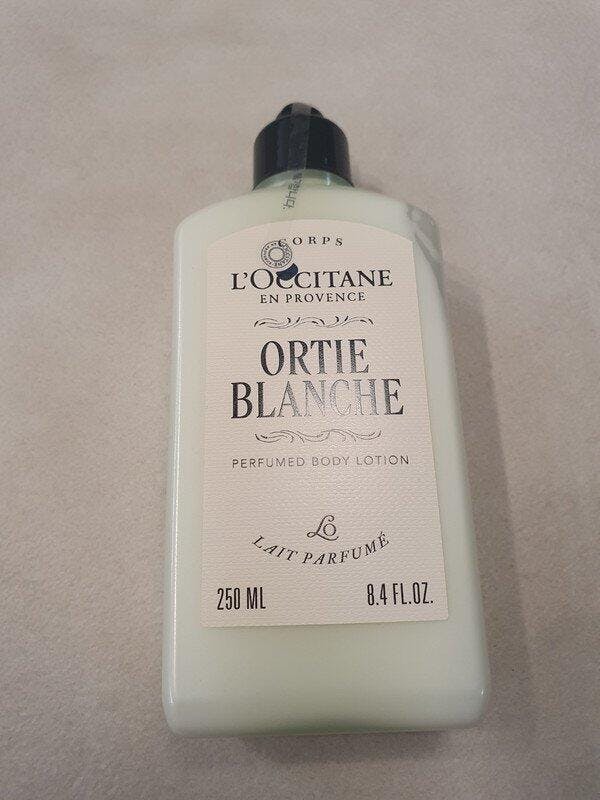 CORPS
L'OCCITANE
EN PROVENCE
ORTIE
BLANCHE
PERFUMED BODY LOTION
LO
LAIT PARFUMÉ
250 ML 8.4 FL.OZ.